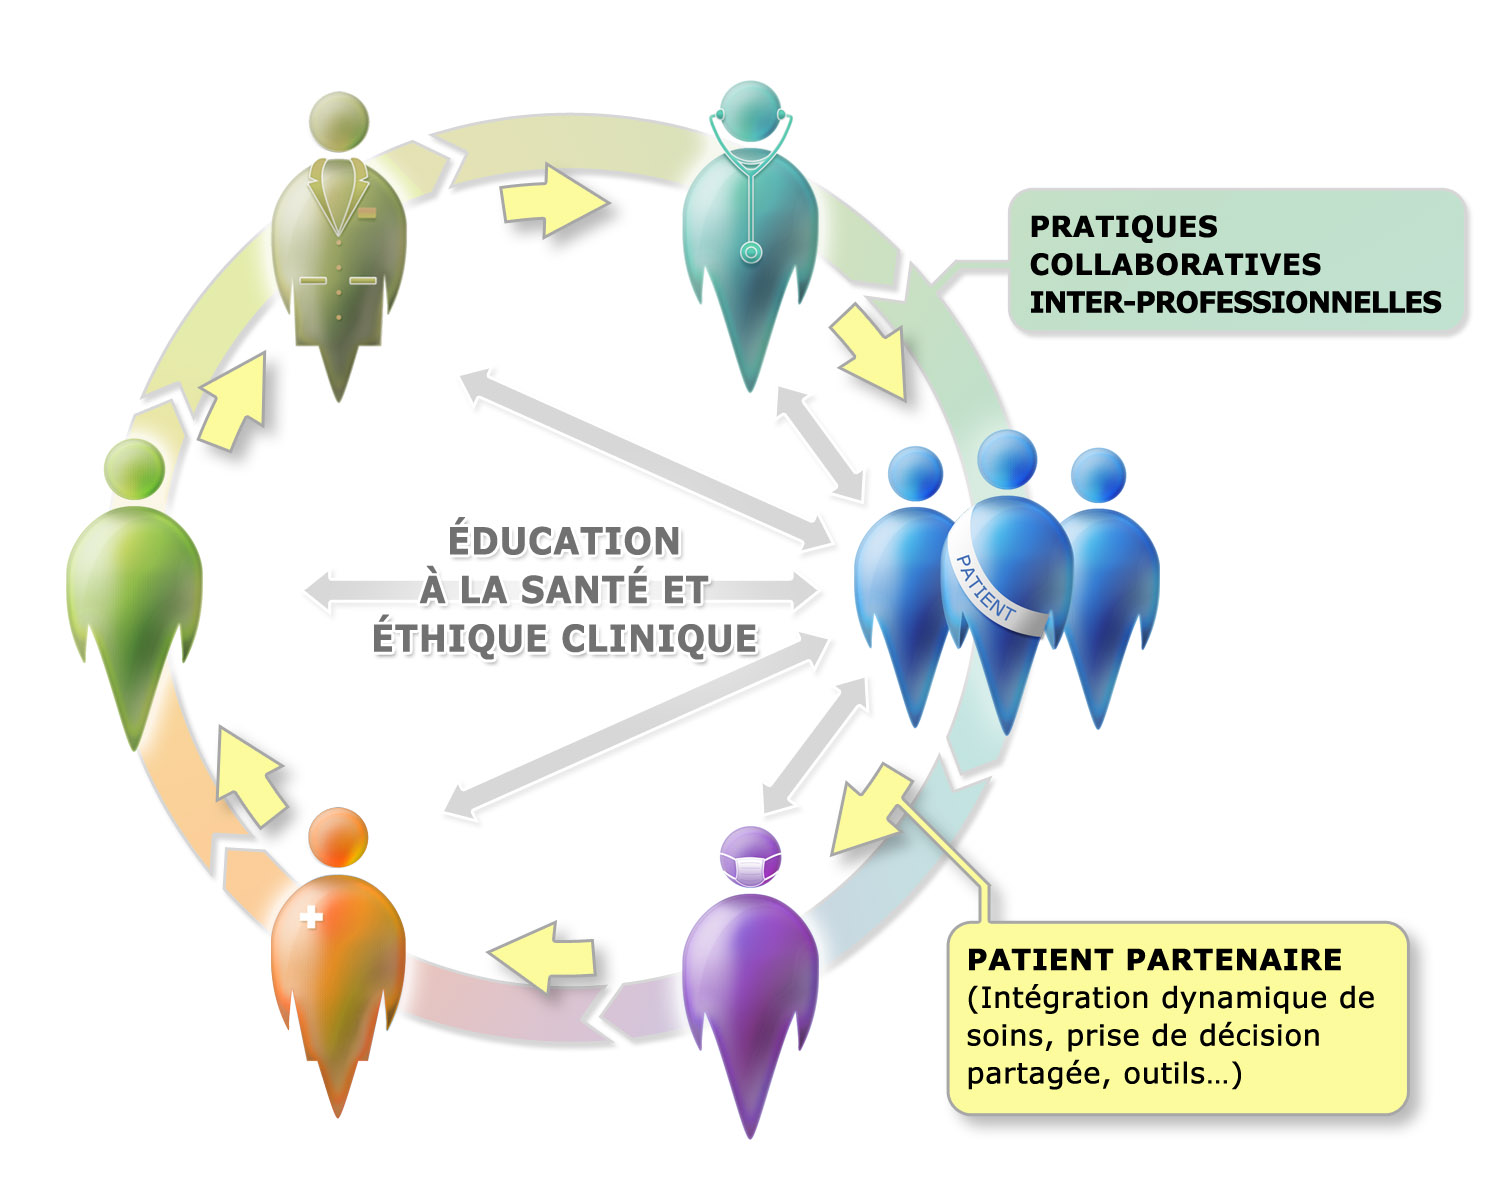 PRATIQUES
COLLABORATIVES
INTER-PROFESSIONNELLES
ÉDUCATION
À LA SANTÉ ET
ÉTHIQUE CLINIQUE
PATIENT
PATIENT PARTENAIRE
(Intégration dynamique de
soins, prise de décision
partagée, outils...)